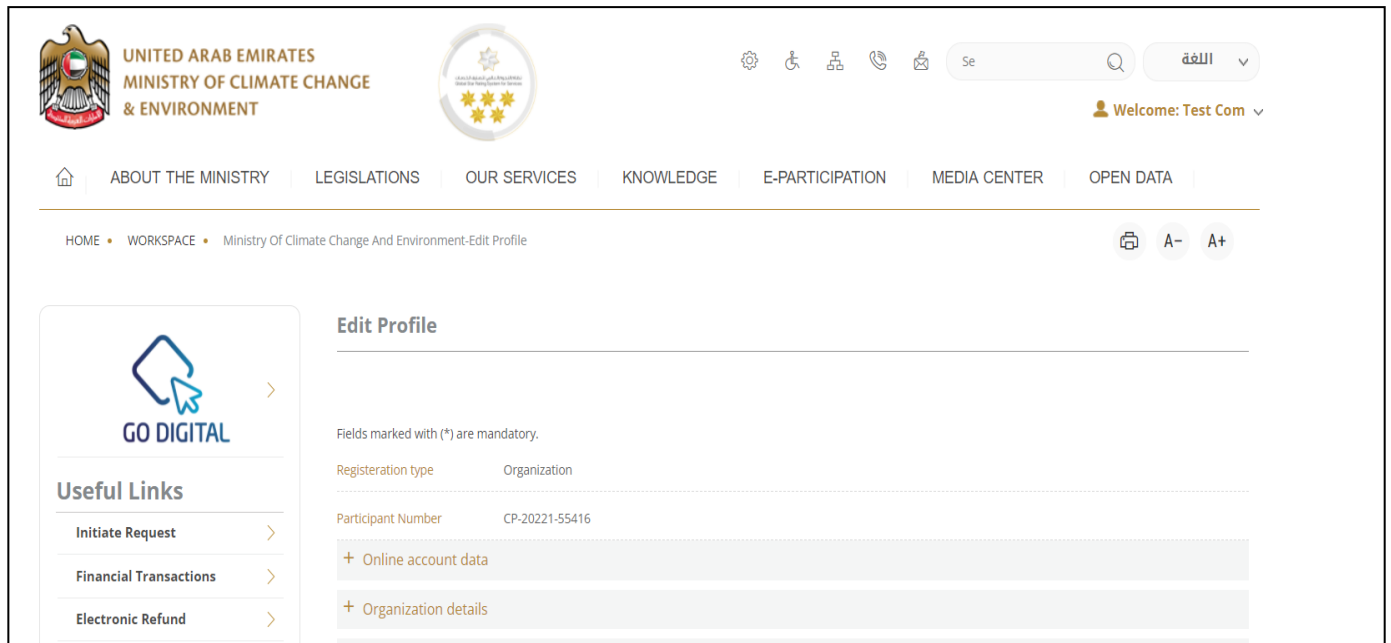 UNITED ARAB EMIRATES
MINISTRY OF CLIMATE CHANGE
& ENVIRONMENT
Se
اللغة
Welcome: Test Com
ABOUT THE MINISTRY
LEGISLATIONS
OUR SERVICES
KNOWLEDGE
E-PARTICIPATION
MEDIA CENTER
OPEN DATA
HOME • WORKSPACE • Ministry Of Climate Change And Environment-Edit Profile
A- A+
GO DIGITAL
Useful Links
Initiate Request
Financial Transactions
Electronic Refund
Edit Profile
Fields marked with (*) are mandatory.
Registeration type Organization
Participant Number CP-20221-55416
+ Online account data
+ Organization details